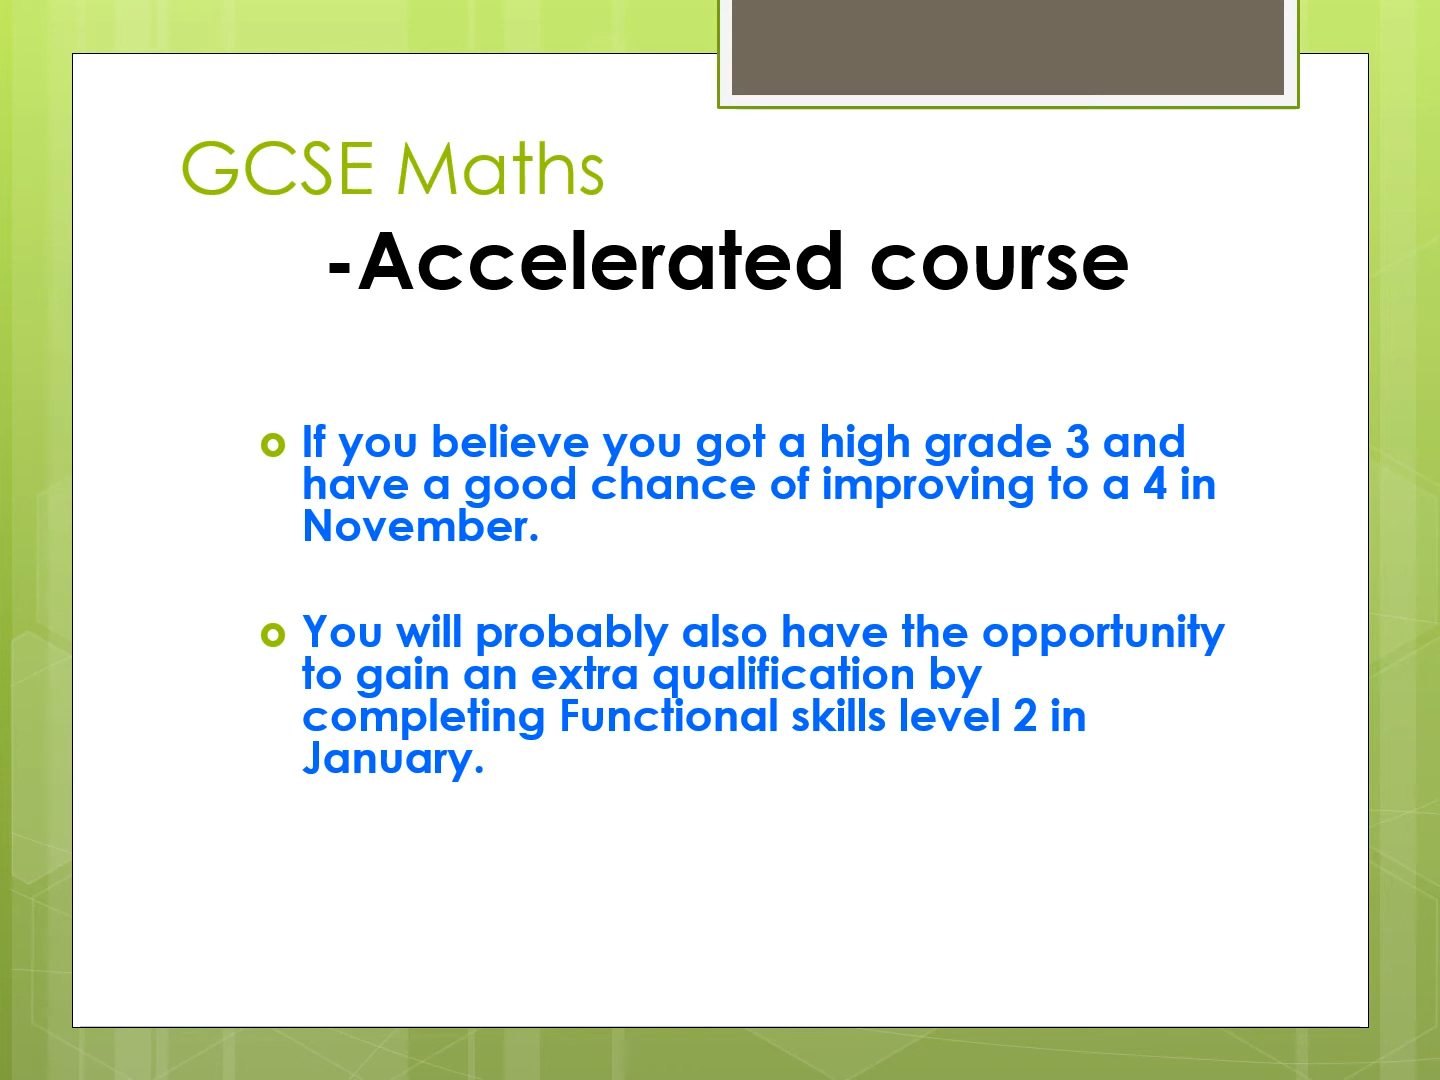 GCSE Maths
-Accelerated course
If you believe you got a high grade 3 and
have a good chance of improving to a 4 in
November.
You will probably also have the opportunity
to gain an extra qualification by
completing Functional skills level 2 in
January.